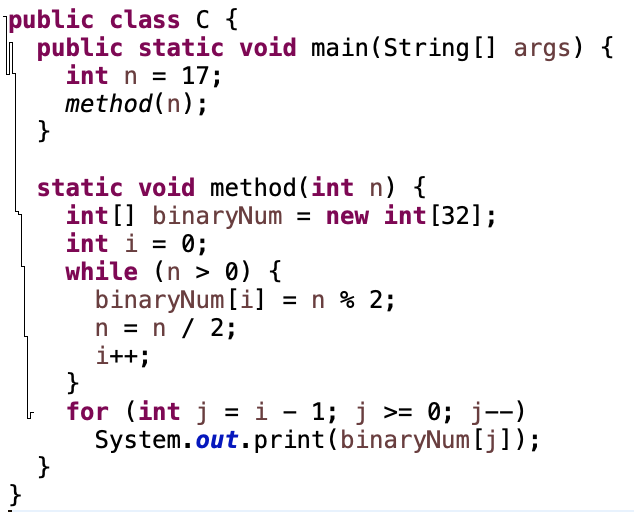 public class C {
  public static void main(String[] args) {
    int n = 17;
    method(n);
  }

  static void method(int n) {
    int[] binaryNum = new int[32];
    int i = 0;
    while (n > 0) {
      binaryNum[i] = n % 2;
      n = n / 2;
      i++;
    }
    for (int j = i - 1; j >= 0; j--)
      System.out.print(binaryNum[j]);
  }
}